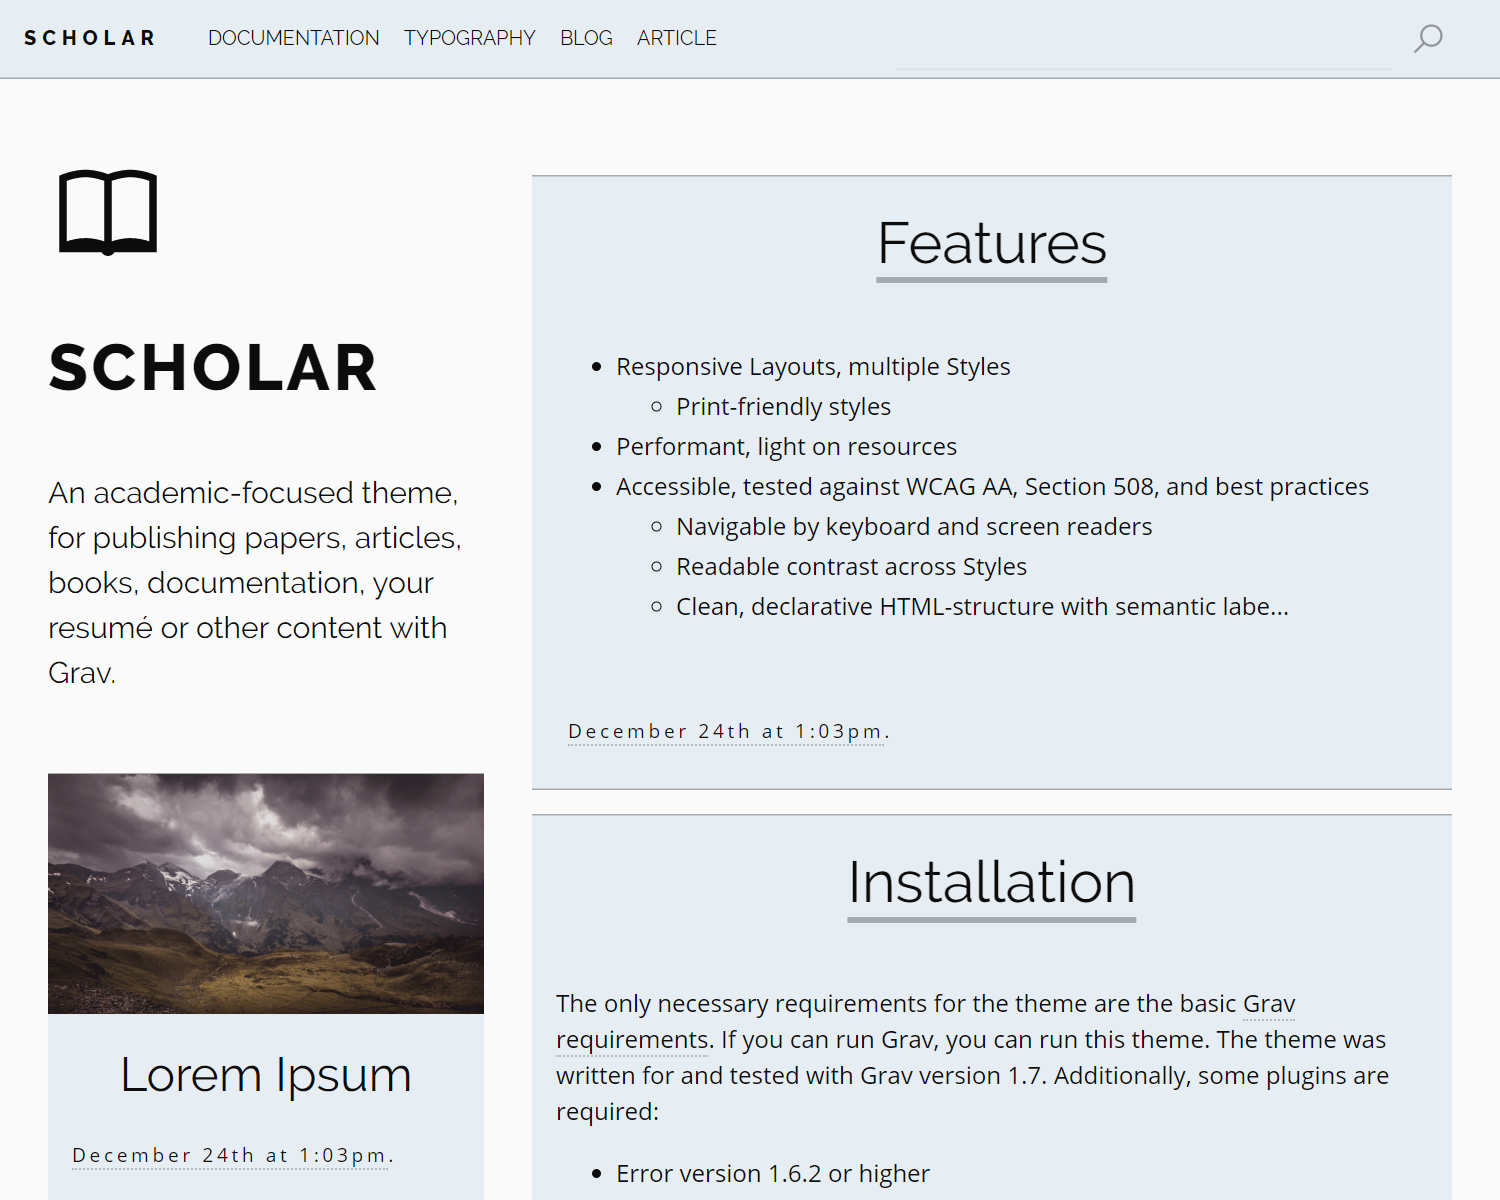 SCHOLAR
DOCUMENTATION TYPOGRAPHY BLOG ARTICLE
SCHOLAR
An academic-focused theme,
for publishing papers, articles,
books, documentation, your
resumé or other content with
Grav.
Lorem Ipsum
December 24th at 1:03pm.
Features
Responsive Layouts, multiple Styles
Print-friendly styles
Performant, light on resources
Accessible, tested against WCAG AA, Section 508, and best practices
Navigable by keyboard and screen readers
Readable contrast across Styles
Clean, declarative HTML-structure with semantic labe...
December 24th at 1:03pm.
Installation
The only necessary requirements for the theme are the basic Grav
requirements. If you can run Grav, you can run this theme. The theme was
written for and tested with Grav version 1.7. Additionally, some plugins are
required:
Error version 1.6.2 or higher